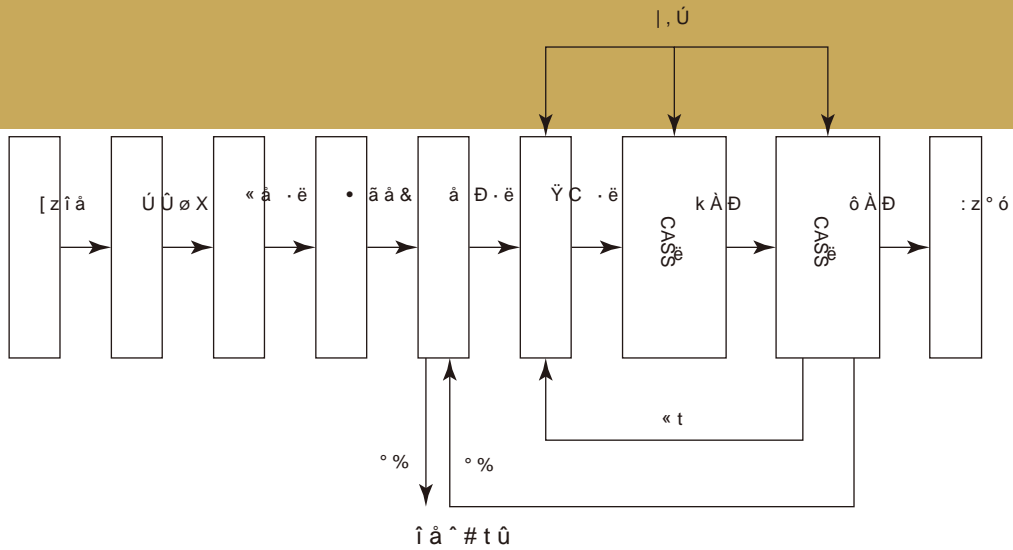 |‚Ú
[zîå
ÚÛøX
«å ·ë
• ãå&
å Ð·ë
ŸC ·ë
CASS ë
kÀÐ
CASS ë
ôÀÐ
:z°ó
«t
°%
°%
îåˆ#tû